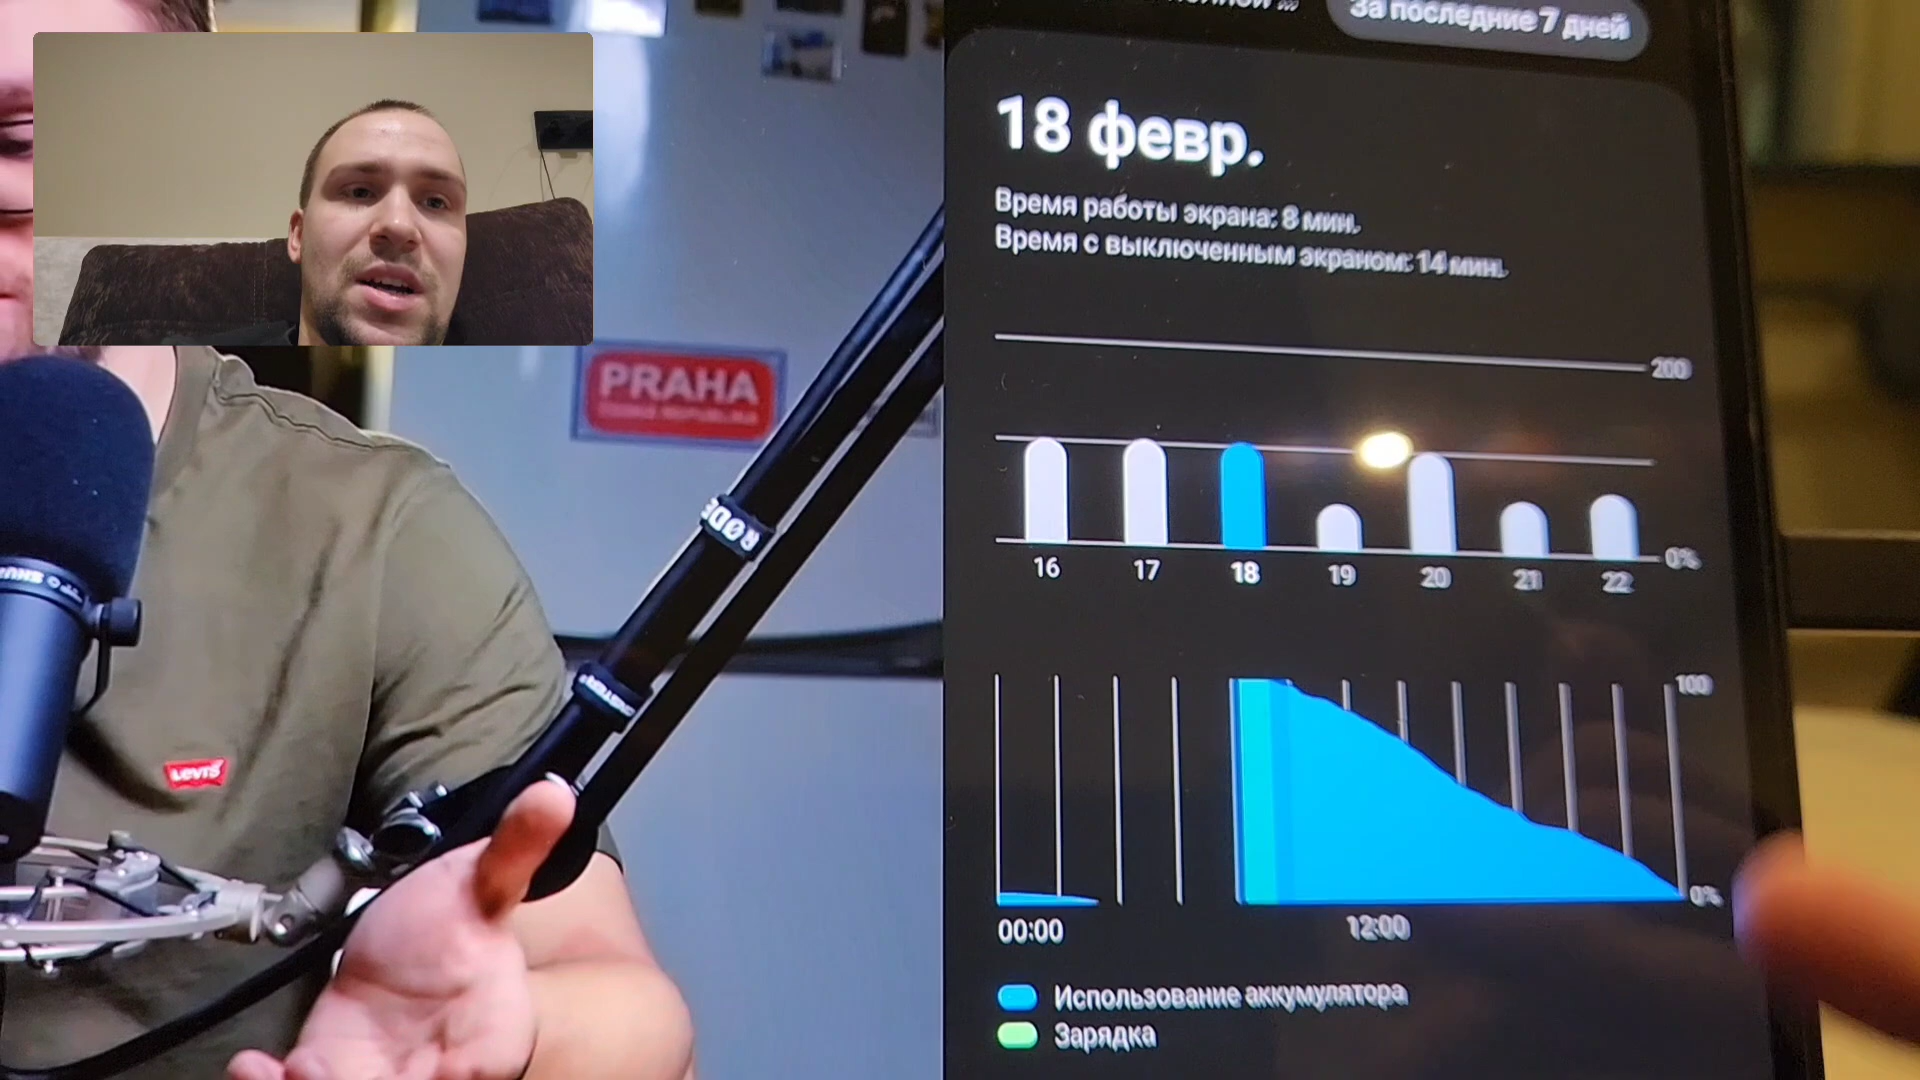 PRAHA
RØDE
Levi's
За последние 7 дней
18 февр.
Время работы экрана: 8 мин.
Время с выключенным экраном: 14 мин.
200
0%
16 17 18 19 20 21 22
100
0%
00:00 12:00
Использование аккумулятора
Зарядка